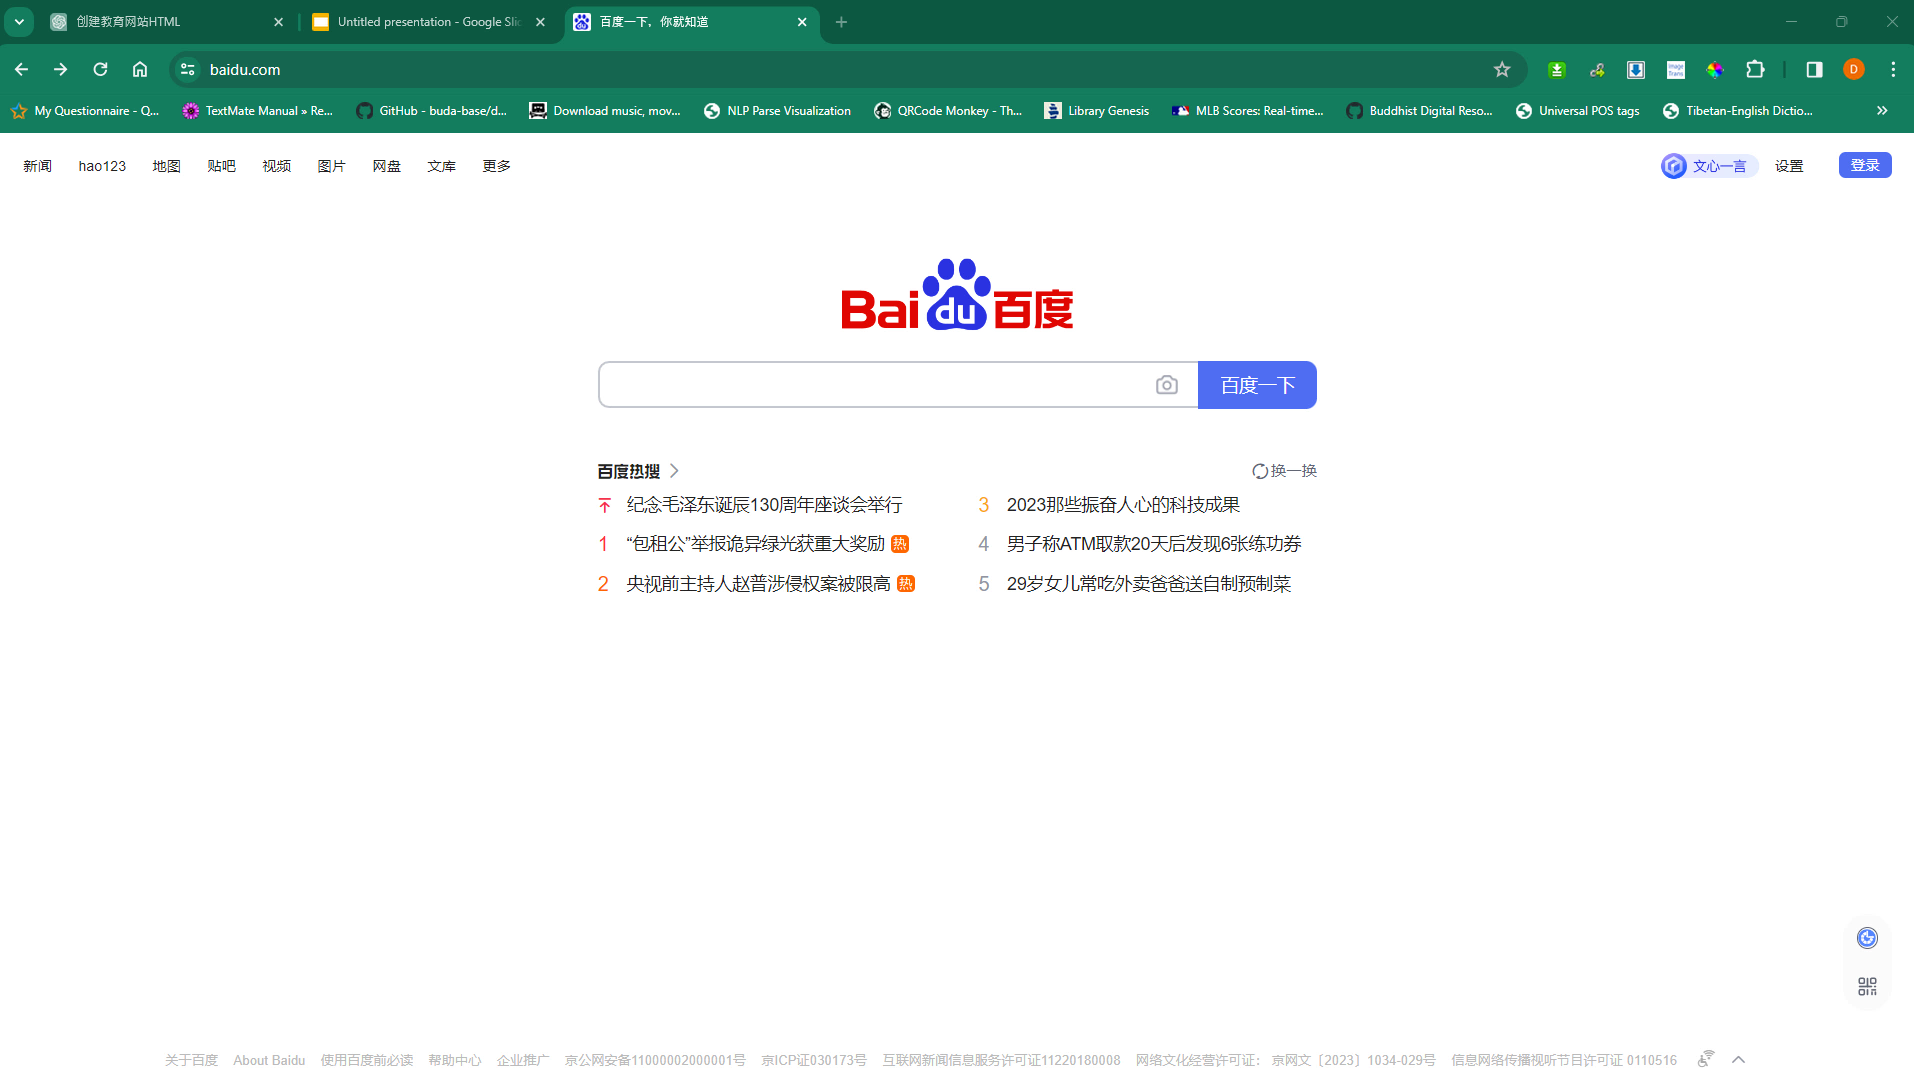 创建教育网站HTML
Untitled presentation - Google Slid
百度一下，你就知道
baidu.com
D
My Questionnaire - Q...
TextMate Manual » Re...
GitHub - buda-base/d...
Download music, mov...
NLP Parse Visualization
QRCode Monkey - Th...
Library Genesis
MLB Scores: Real-time...
Buddhist Digital Reso...
Universal POS tags
Tibetan-English Dictio...
新闻 hao123 地图 贴吧 视频 图片 网盘 文库 更多
文心一言 设置 登录
Bai du 百度
百度一下
百度热搜
换一换
纪念毛泽东诞辰130周年座谈会举行
1 “包租公”举报诡异绿光获重大奖励 热
2 央视前主持人赵普涉侵权案被限高 热
3 2023那些振奋人心的科技成果
4 男子称ATM取款20天后发现6张练功券
5 29岁女儿常吃外卖爸爸送自制预制菜
关于百度 About Baidu 使用百度前必读 帮助中心 企业推广 京公网安备11000002000001号 京ICP证030173号 互联网新闻信息服务许可证11220180008 网络文化经营许可证： 京网文〔2023〕1034-029号 信息网络传播视听节目许可证 0110516